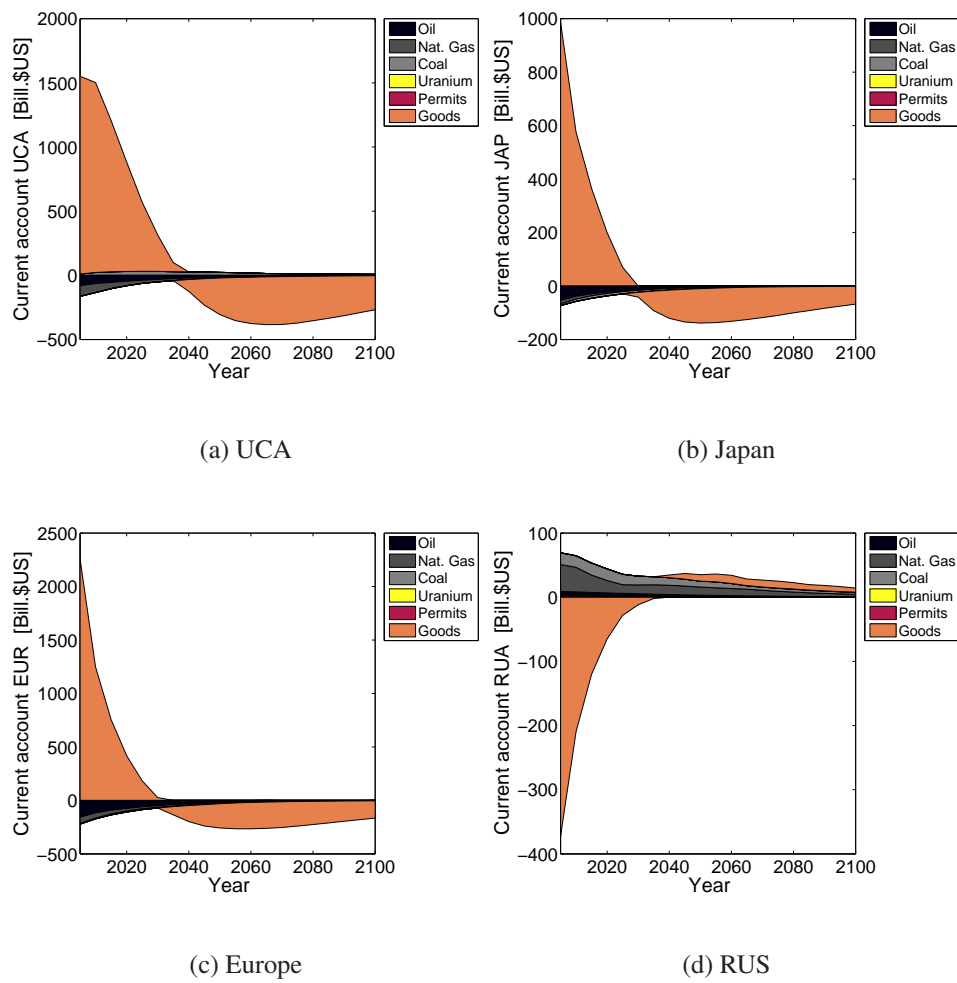 2000
1500
1000
500
0
−500
2020 2040 2060 2080 2100
Year
Current account UCA [Bill.$US]
Oil
Nat. Gas
Coal
Uranium
Permits
Goods
(a) UCA
1000
800
600
400
200
0
−200
2020 2040 2060 2080 2100
Year
Current account JAP [Bill.$US]
Oil
Nat. Gas
Coal
Uranium
Permits
Goods
(b) Japan
2500
2000
1500
1000
500
0
−500
2020 2040 2060 2080 2100
Year
Current account EUR [Bill.$US]
Oil
Nat. Gas
Coal
Uranium
Permits
Goods
(c) Europe
100
0
−100
−200
−300
−400
2020 2040 2060 2080 2100
Year
Current account RUA [Bill.$US]
Oil
Nat. Gas
Coal
Uranium
Permits
Goods
(d) RUS